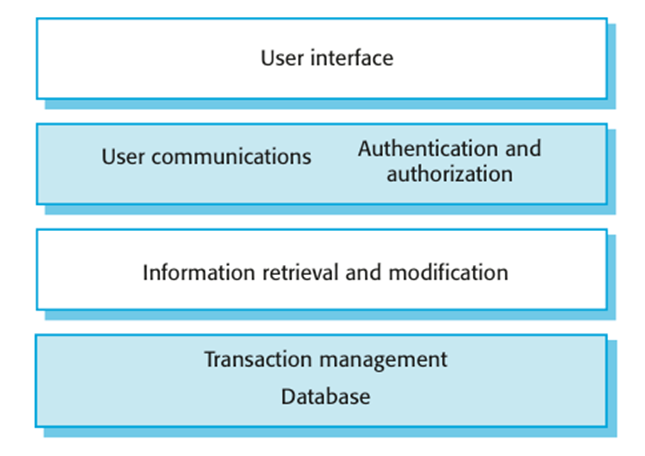 User interface
User communications
Authentication and
authorization
Information retrieval and modification
Transaction management
Database